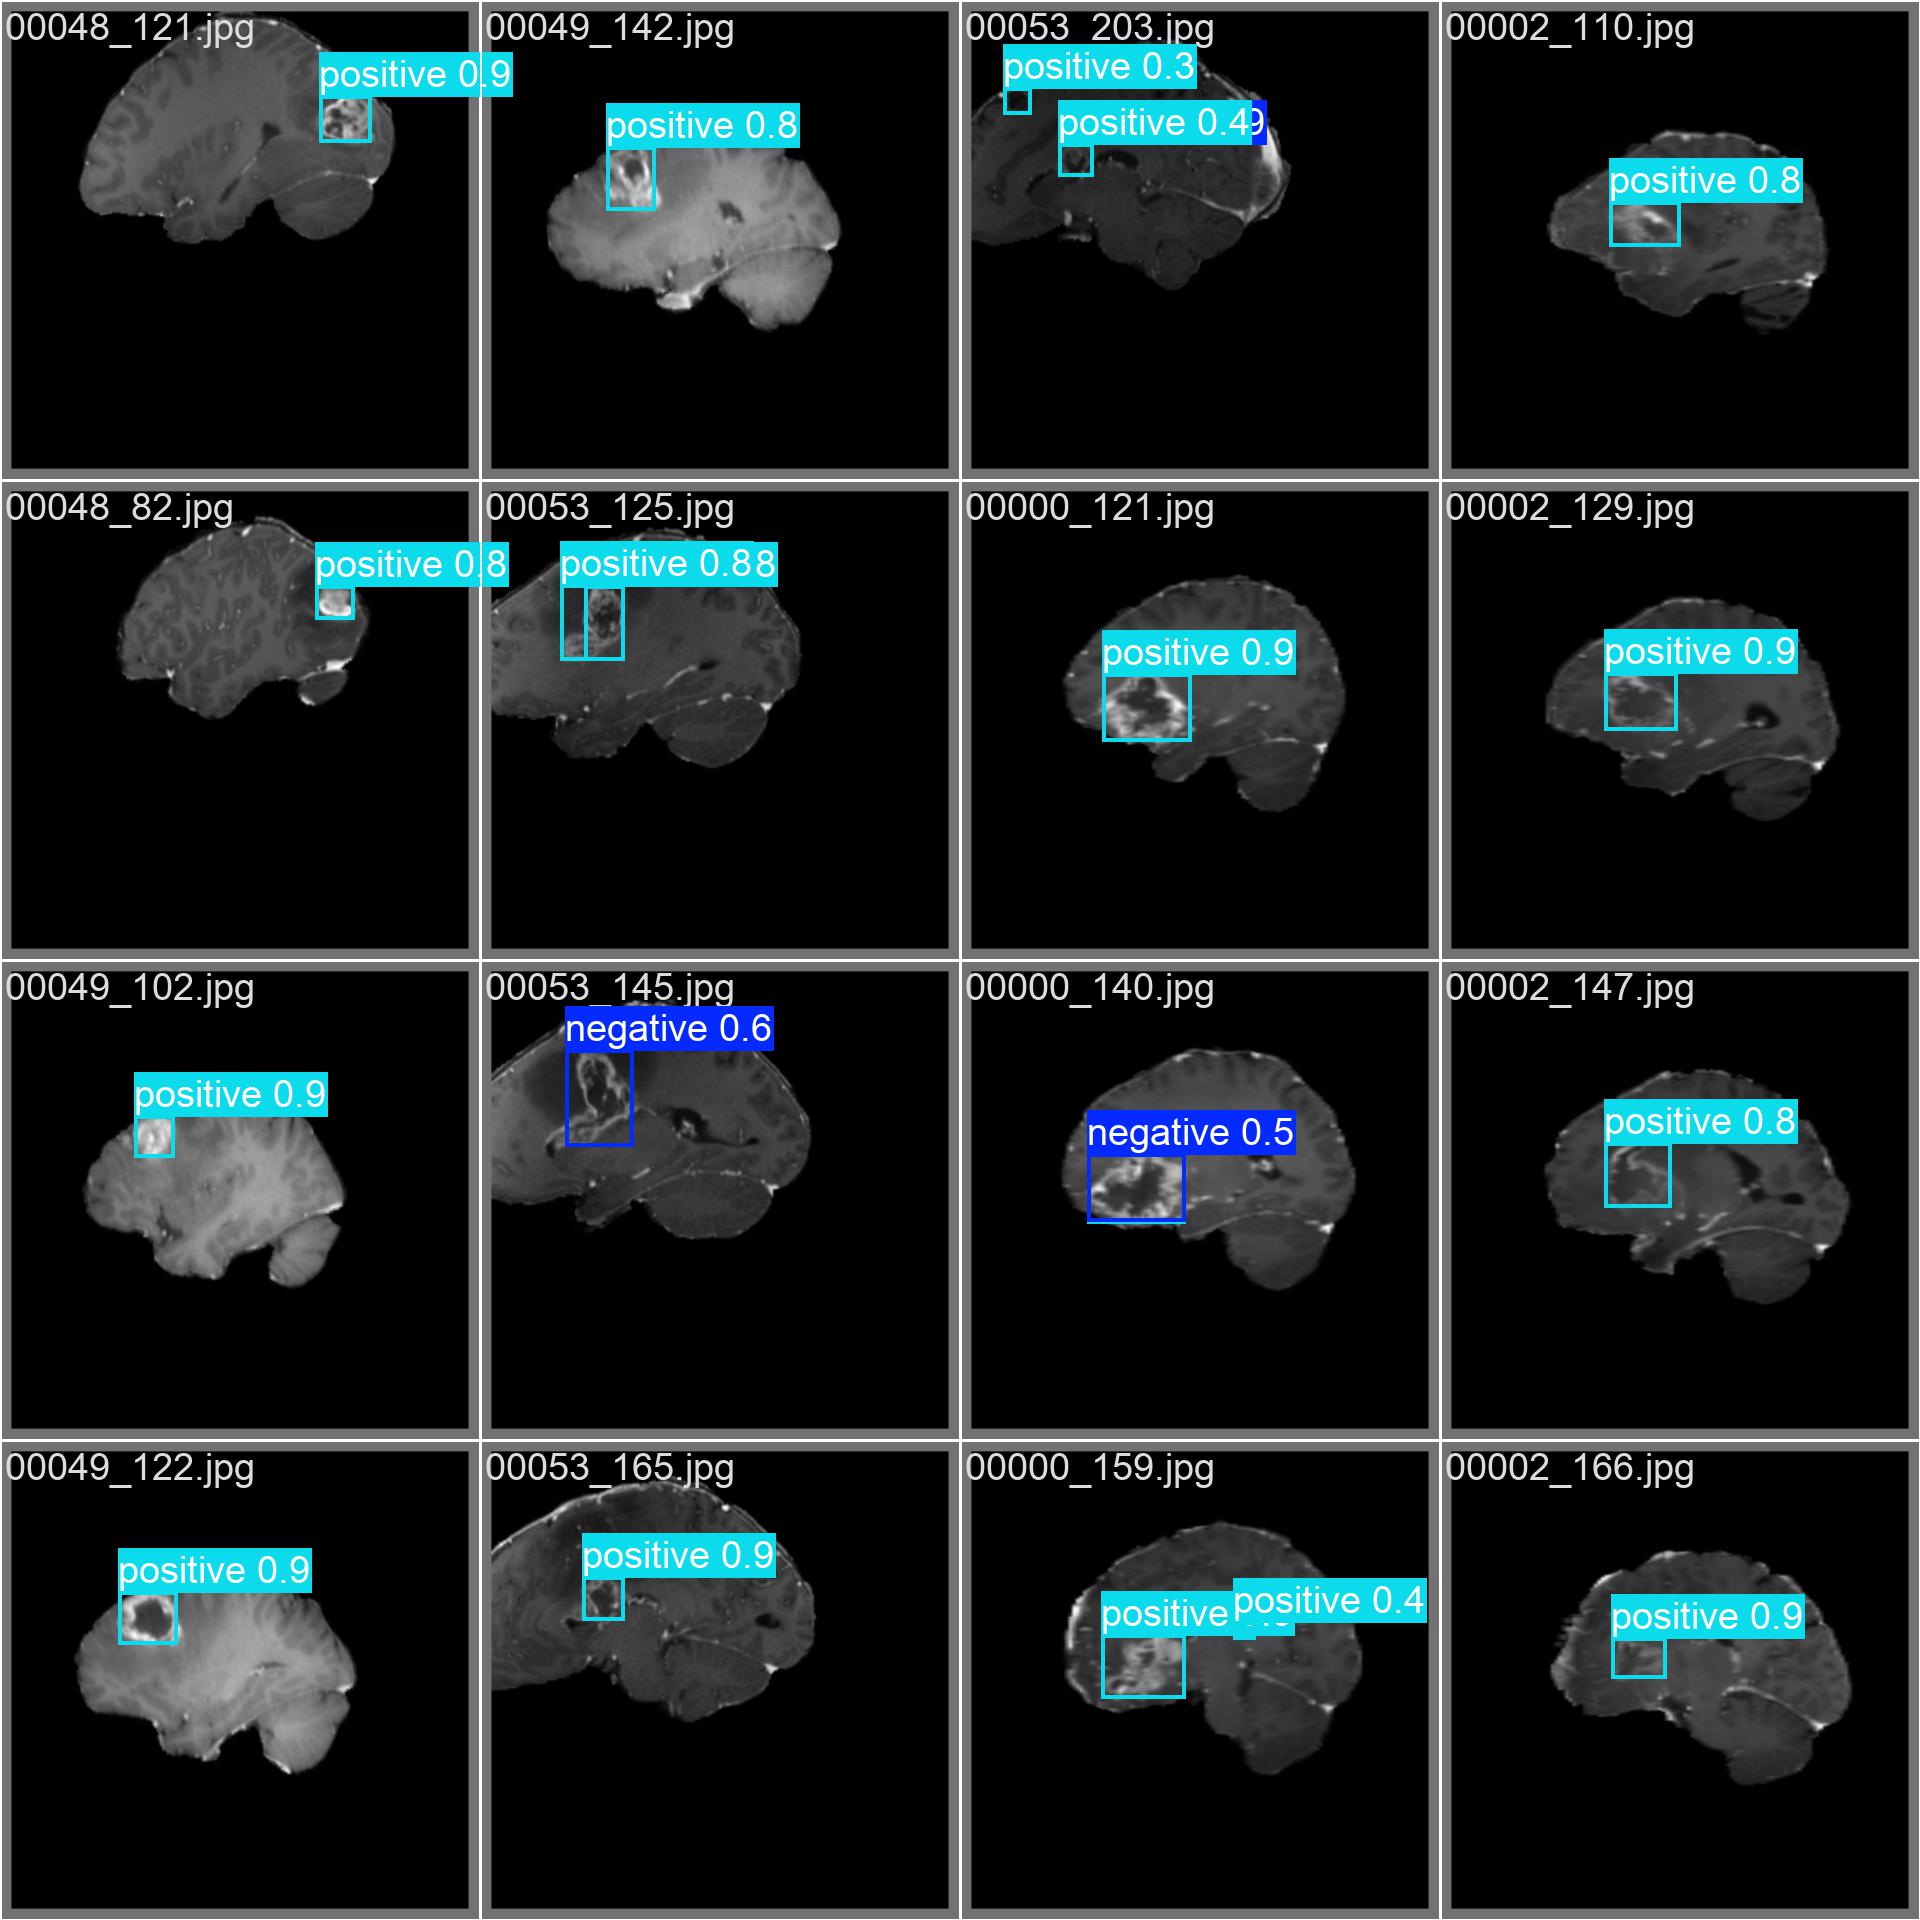 00048_121.jpg
positive 0.9
00049_142.jpg
positive 0.8
00053_203.jpg
positive 0.3
positive 0.4
9
00002_110.jpg
positive 0.8
00048_82.jpg
positive 0.8
00053_125.jpg
positive 0.8
8
00000_121.jpg
positive 0.9
00002_129.jpg
positive 0.9
00049_102.jpg
positive 0.9
00053_145.jpg
negative 0.6
00000_140.jpg
negative 0.5
00002_147.jpg
positive 0.8
00049_122.jpg
positive 0.9
00053_165.jpg
positive 0.9
00000_159.jpg
positive
positive 0.4
00002_166.jpg
positive 0.9